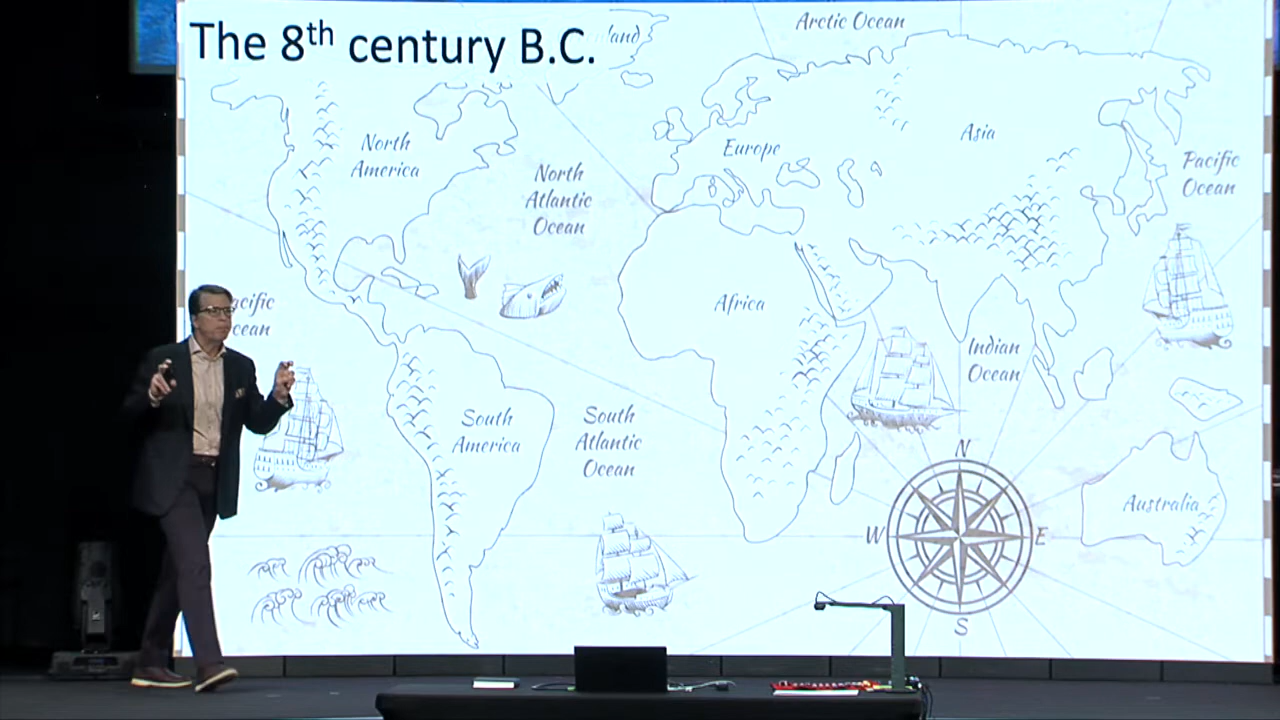 The 8th century B.C.
Arctic Ocean
North
America
North
Atlantic
Ocean
Europe
Asia
Pacific
Ocean
Africa
Indian
Ocean
South
America
South
Atlantic
Ocean
Australia
N
W
E
S